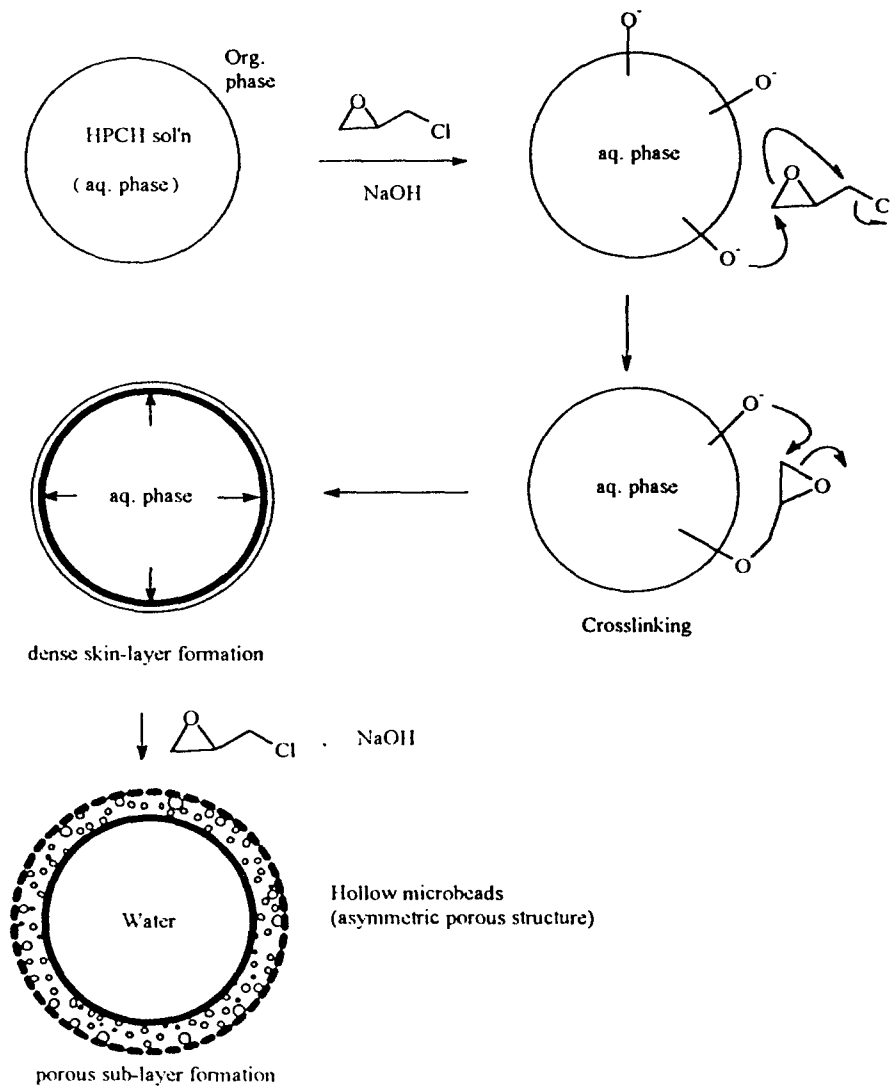 Org.
phase
HPCH sol'n
( aq. phase )
O
Cl
NaOH
O-
O-
aq. phase
O
C
O-
O-
aq. phase
O
O
Crosslinking
aq. phase
dense skin-layer formation
O
Cl
. NaOH
Water
Hollow microbeads
(asymmetric porous structure)
porous sub-layer formation